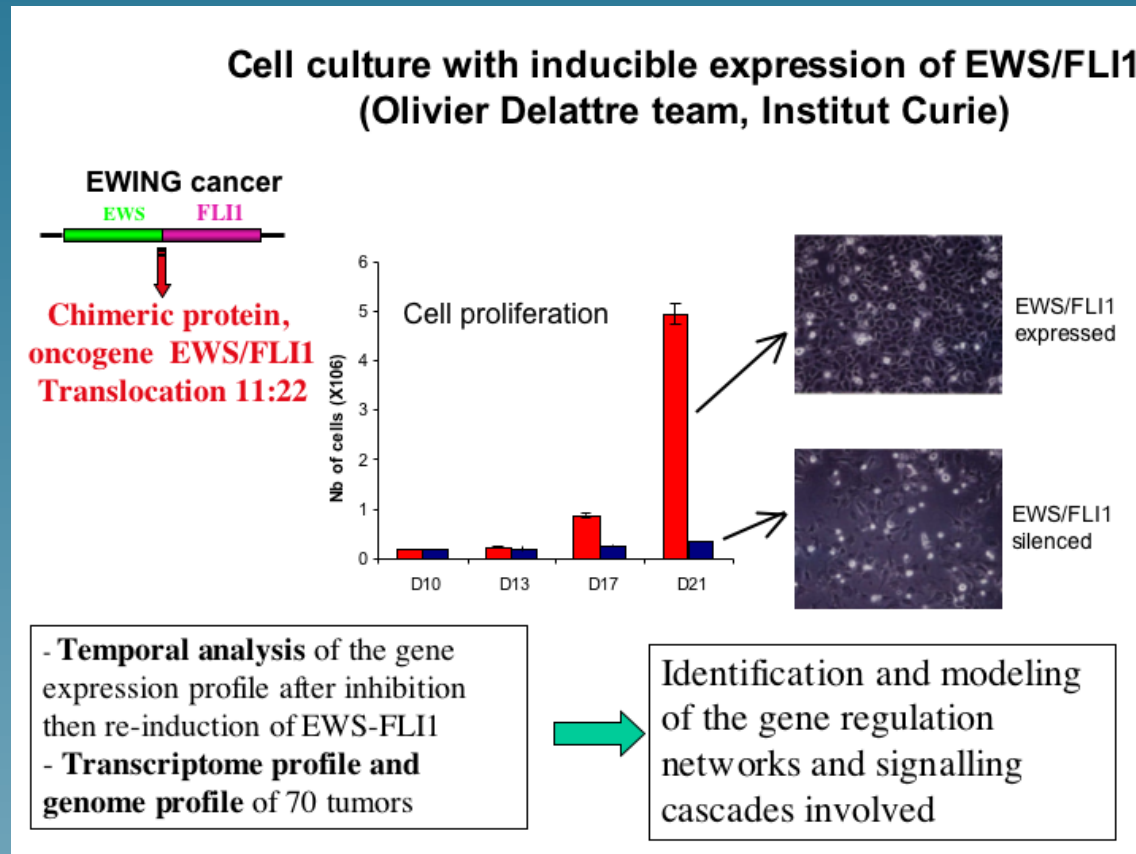 Cell culture with inducible expression of EWS/FLI1
(Olivier Delattre team, Institut Curie)
EWING cancer
EWS FLI1
Chimeric protein,
oncogene EWS/FLI1
Translocation 11:22
Cell proliferation
Nb of cells (X106)
6
5
4
3
2
1
0
D10 D13 D17 D21
EWS/FLI1
expressed
EWS/FLI1
silenced
- Temporal analysis of the gene
expression profile after inhibition
then re-induction of EWS-FLI1
- Transcriptome profile and
genome profile of 70 tumors
Identification and modeling
of the gene regulation
networks and signalling
cascades involved